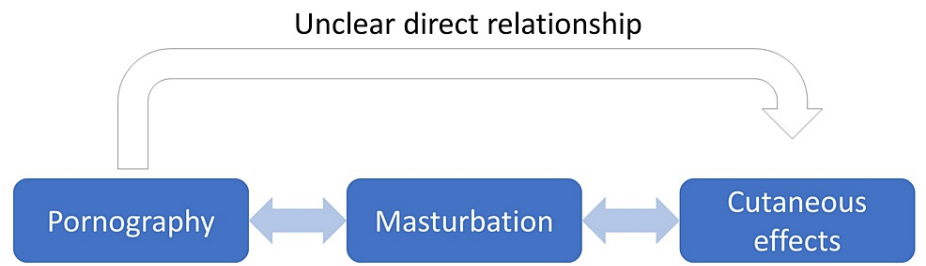 Unclear direct relationship
Pornography
Masturbation
Cutaneous
effects